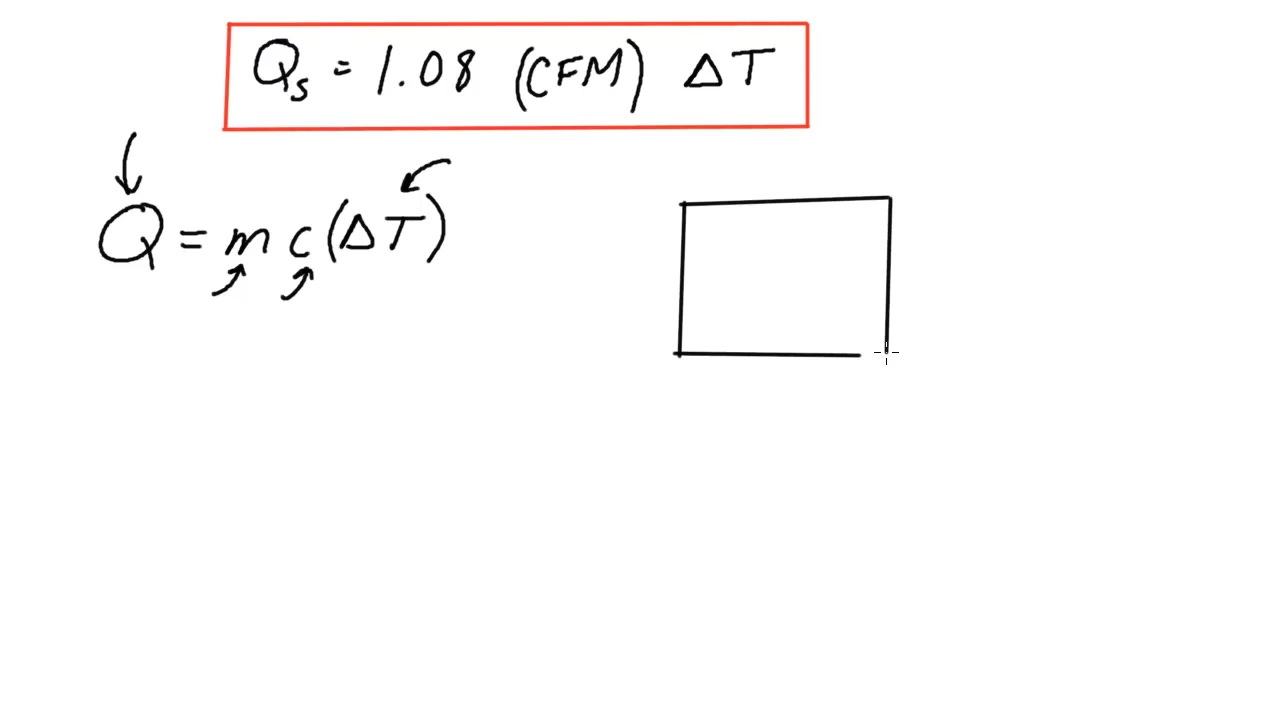 Qs = 1.08 (CFM) ΔT
Q = m c (ΔT)